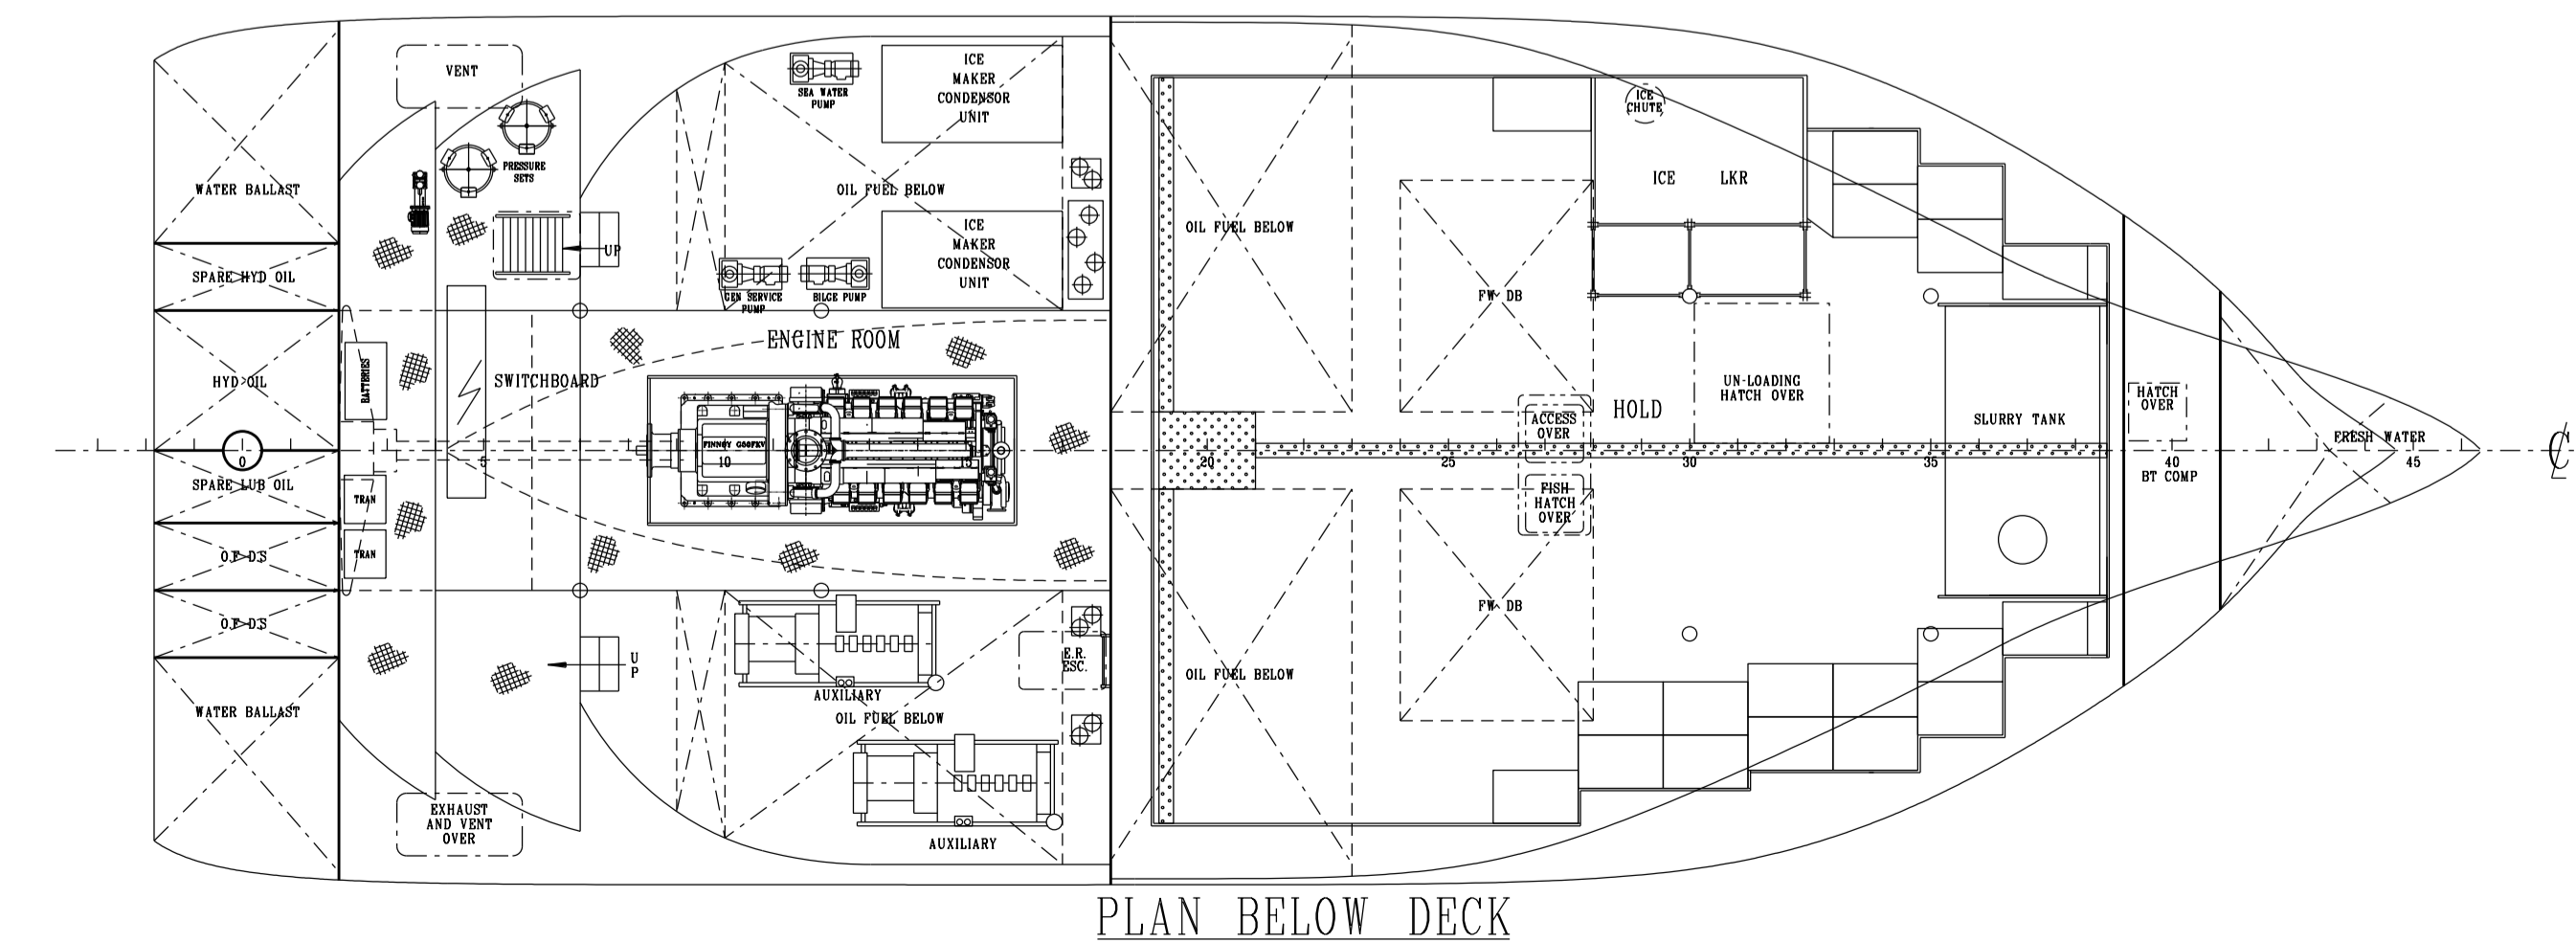 VENT
SEA WATER
PUMP
ICE
MAKER
CONDENSOR
UNIT
ICE
CHUTE
PRESSURE
SETS
WATER BALLAST
OIL FUEL BELOW
ICE LKR
OIL FUEL BELOW
UP
ICE
MAKER
CONDENSOR
UNIT
SPARE HYD OIL
GEN SERVICE
PUMP
BILGE PUMP
FW DB
ENGINE ROOM
HYD OIL
BATTERIES
SWITCHBOARD
UN-LOADING
HATCH OVER
HOLD
ACCESS
OVER
SLURRY TANK
HATCH
OVER
FRESH WATER
0
5
10
15
20
25
30
35
40
45
BT COMP
SPARE LUB OIL
TRAN
FISH
HATCH
OVER
O.F D.S
TRAN
O.F D.S
FW DB
UP
E.R.
ESC.
OIL FUEL BELOW
AUXILIARY
WATER BALLAST
OIL FUEL BELOW
EXHAUST
AND VENT
OVER
AUXILIARY
PLAN BELOW DECK